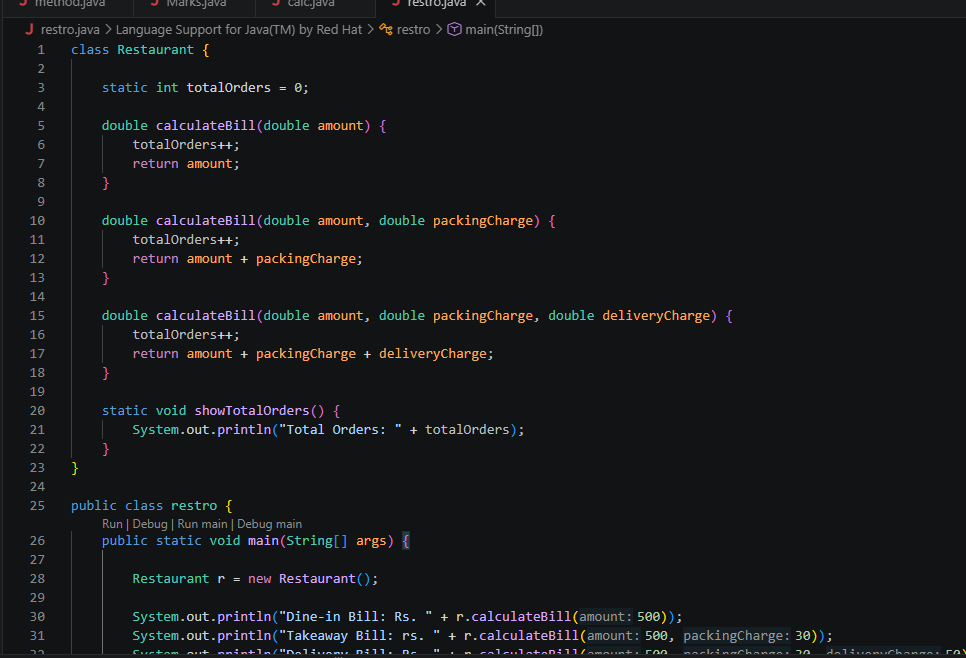 method.java Marks.java calc.java restro.java
restro.java > Language Support for Java(TM) by Red Hat > restro > main(String[])
1 class Restaurant {
2
3 static int totalOrders = 0;
4
5 double calculateBill(double amount) {
6 totalOrders++;
7 return amount;
8 }
9
10 double calculateBill(double amount, double packingCharge) {
11 totalOrders++;
12 return amount + packingCharge;
13 }
14
15 double calculateBill(double amount, double packingCharge, double deliveryCharge) {
16 totalOrders++;
17 return amount + packingCharge + deliveryCharge;
18 }
19
20 static void showTotalOrders() {
21 System.out.println("Total Orders: " + totalOrders);
22 }
23 }
24
25 public class restro {
Run | Debug | Run main | Debug main
26 public static void main(String[] args) {
27
28 Restaurant r = new Restaurant();
29
30 System.out.println("Dine-in Bill: Rs. " + r.calculateBill(amount: 500));
31 System.out.println("Takeaway Bill: rs. " + r.calculateBill(amount: 500, packingCharge: 30));
32 System.out.println("Delivery Bill: Rs. " + r.calculateBill(amount: 500, packingCharge: 30, deliveryCharge: 50)